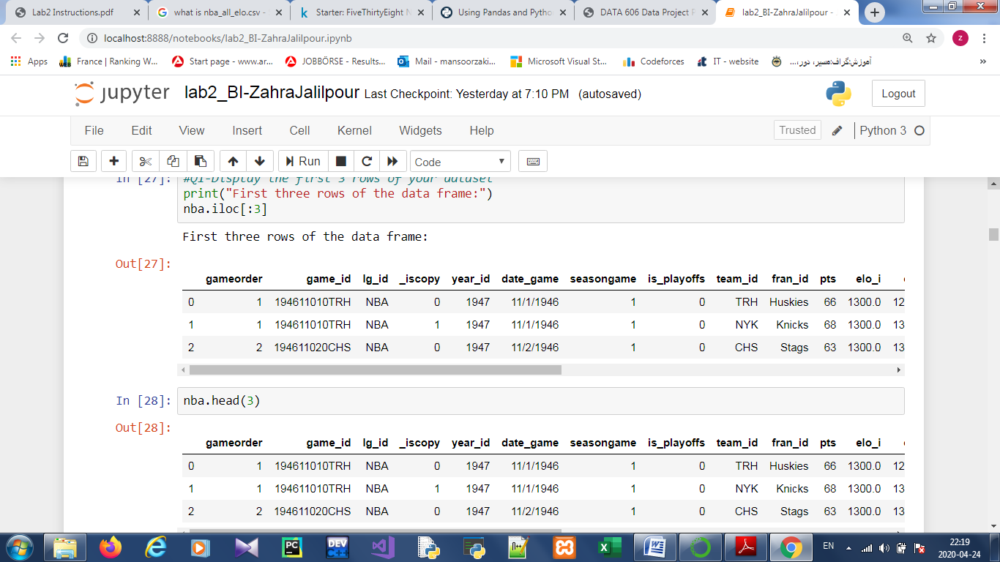 Lab2 Instructions.pdf
what is nba_all_elo.csv -
Starter: FiveThirtyEight N
Using Pandas and Pytho
DATA 606 Data Project P
lab2_BI-ZahraJalilpour -
localhost:8888/notebooks/lab2_BI-ZahraJalilpour.ipynb
z
Apps
France | Ranking W...
Start page - www.ar...
JOBBÖRSE - Results...
Mail - mansoorzaki...
Microsoft Visual St...
Codeforces
IT - website
آموزش:گراف:مسیر، دور،...
»
jupyter lab2_BI-ZahraJalilpour Last Checkpoint: Yesterday at 7:10 PM (autosaved)
Logout
File Edit View Insert Cell Kernel Widgets Help
Trusted
Python 3
Run
Code
In [27]: #Q1-Display the first 3 rows of your dataset
print("First three rows of the data frame:")
nba.iloc[:3]
First three rows of the data frame:
Out[27]:
gameorder game_id lg_id _iscopy year_id date_game seasongame is_playoffs team_id fran_id pts elo_i
0 1 194611010TRH NBA 0 1947 11/1/1946 1 0 TRH Huskies 66 1300.0 12
1 1 194611010TRH NBA 1 1947 11/1/1946 1 0 NYK Knicks 68 1300.0 13
2 2 194611020CHS NBA 0 1947 11/2/1946 1 0 CHS Stags 63 1300.0 13
In [28]: nba.head(3)
Out[28]:
gameorder game_id lg_id _iscopy year_id date_game seasongame is_playoffs team_id fran_id pts elo_i
0 1 194611010TRH NBA 0 1947 11/1/1946 1 0 TRH Huskies 66 1300.0 12
1 1 194611010TRH NBA 1 1947 11/1/1946 1 0 NYK Knicks 68 1300.0 13
2 2 194611020CHS NBA 0 1947 11/2/1946 1 0 CHS Stags 63 1300.0 13
PC
DEV
C++
EN
22:19
2020-04-24